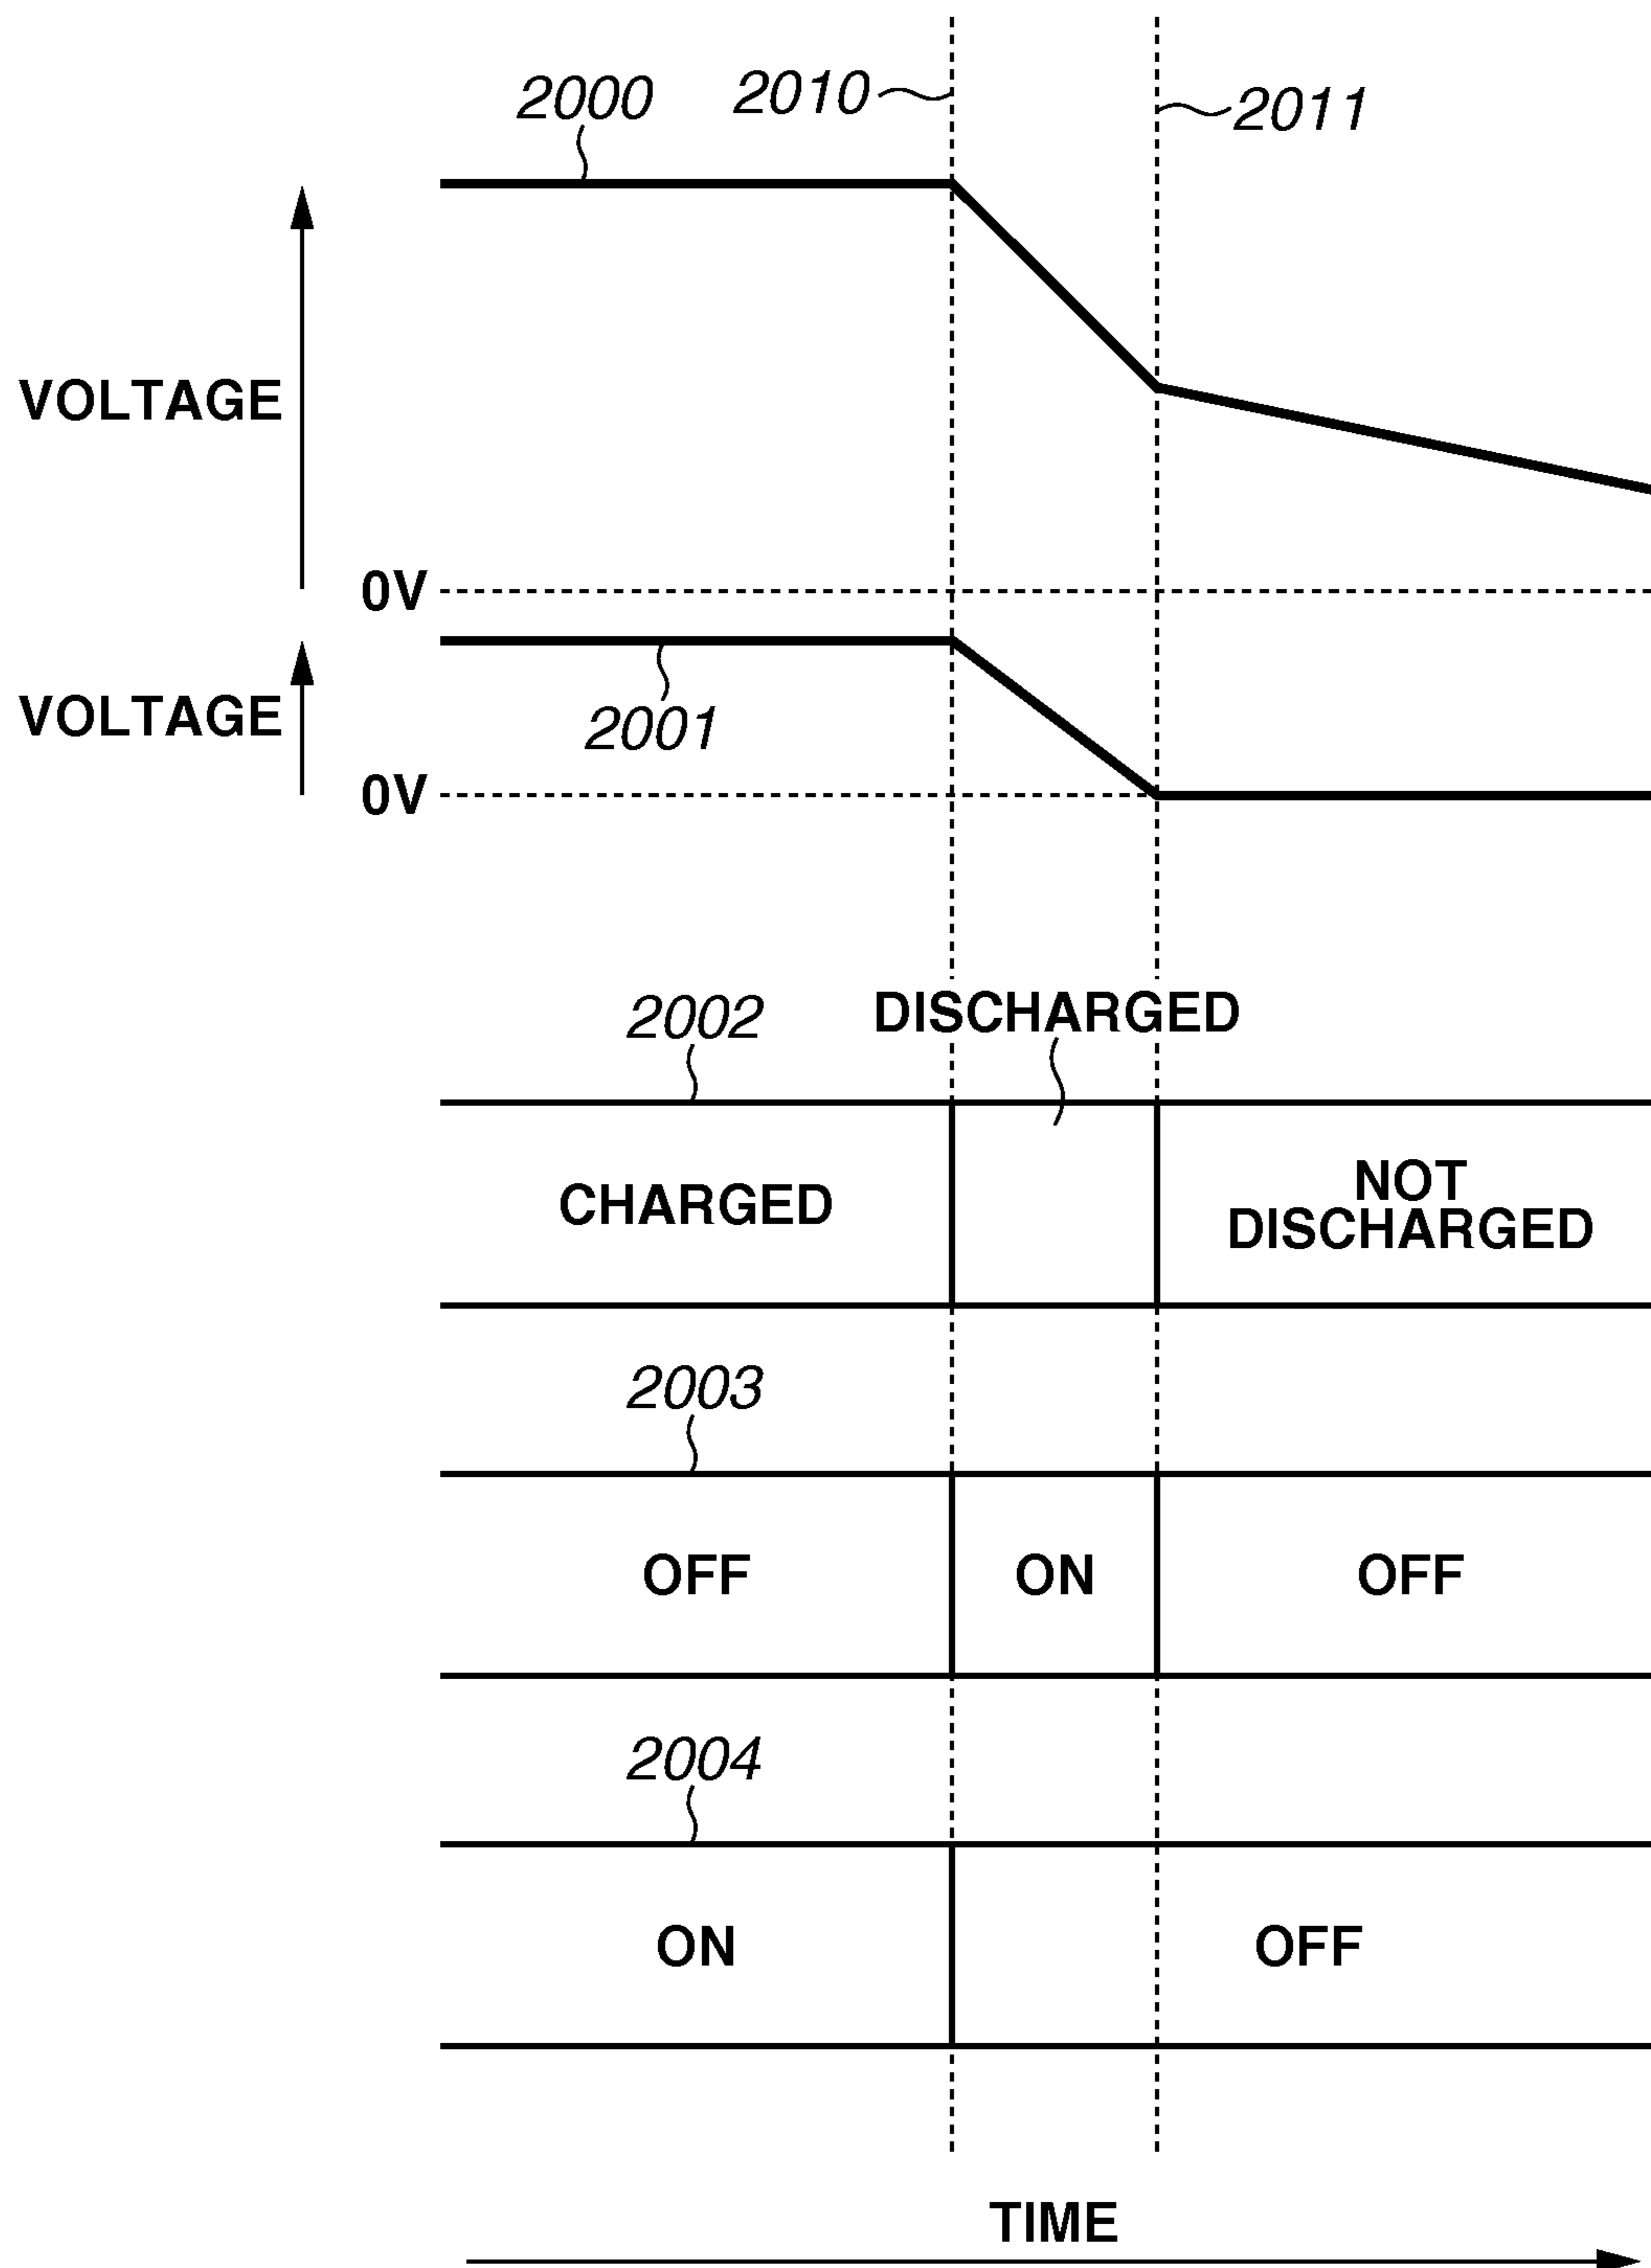 2000
2010
2011
VOLTAGE
0V
VOLTAGE
2001
0V
2002
DISCHARGED
CHARGED
NOT
DISCHARGED
2003
OFF
ON
OFF
2004
ON
OFF
TIME